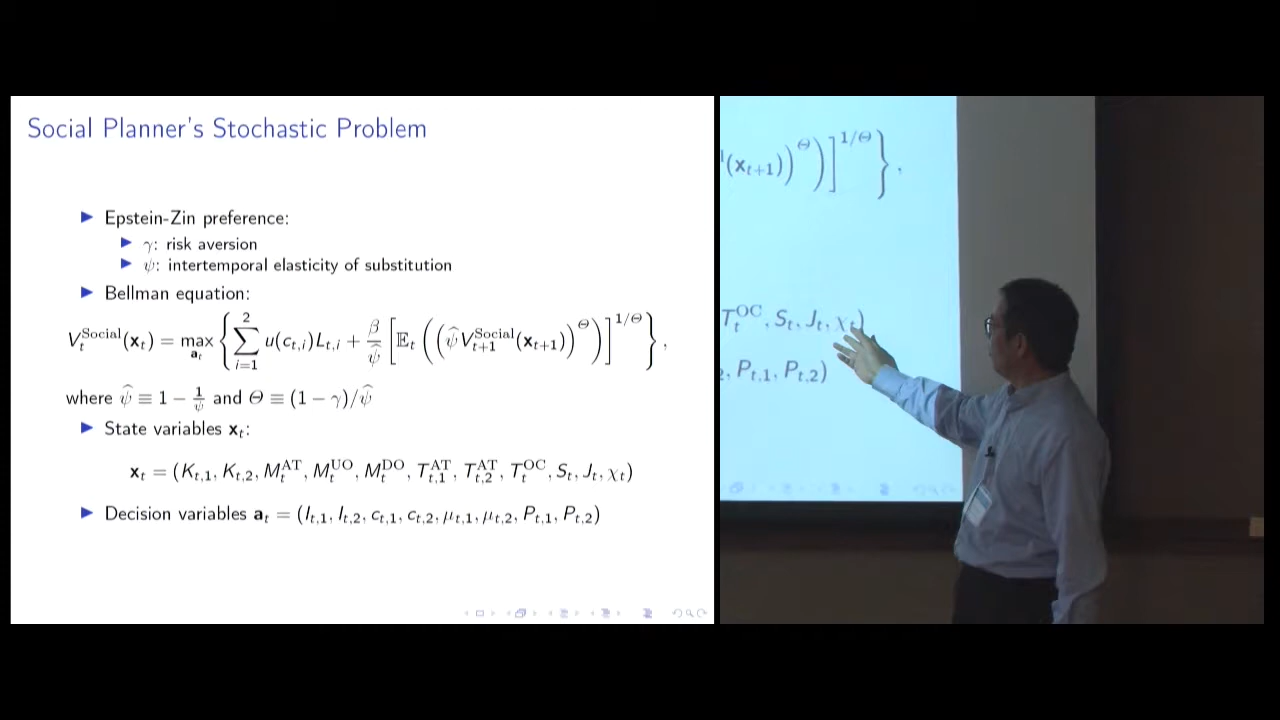 Social Planner's Stochastic Problem
▶ Epstein-Zin preference:
▶ γ: risk aversion
▶ ψ: intertemporal elasticity of substitution
▶ Bellman equation:
V_t^{Social}(x_t) = max_{a_t} { ∑_{i=1}^{2} u(c_{t,i})L_{t,i} + β/ψ̂ [ 𝔼_t ( ( ψ̂ V_{t+1}^{Social}(x_{t+1}) )^Θ ) ]^{1/Θ} },
where ψ̂ ≡ 1 − 1/ψ and Θ ≡ (1 − γ)/ψ̂
▶ State variables x_t:
x_t = (K_{t,1}, K_{t,2}, M_t^{AT}, M_t^{UO}, M_t^{DO}, T_{t,1}^{AT}, T_{t,2}^{AT}, T_t^{OC}, S_t, J_t, χ_t)
▶ Decision variables a_t = (I_{t,1}, I_{t,2}, c_{t,1}, c_{t,2}, μ_{t,1}, μ_{t,2}, P_{t,1}, P_{t,2})
(x_{t+1}) )^Θ ) ]^{1/Θ} },
T_t^{OC}, S_t, J_t, χ_t)
, P_{t,1}, P_{t,2})